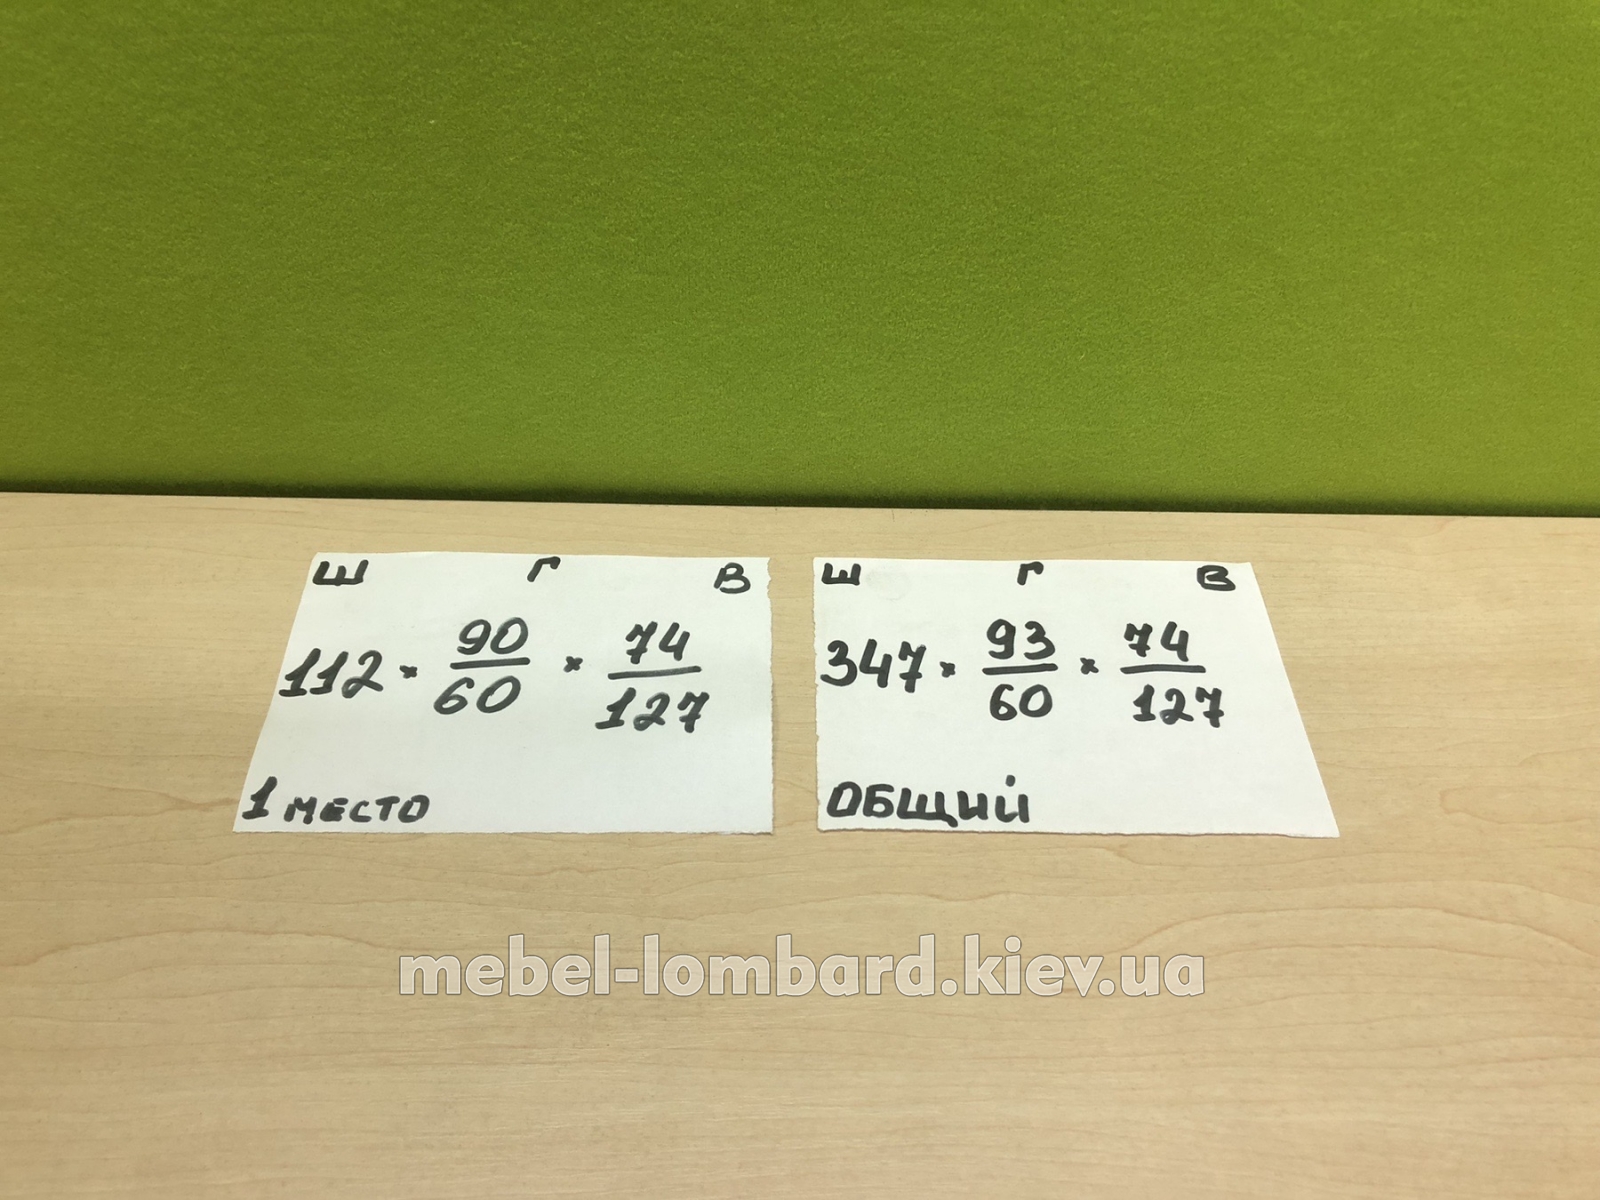 Ш Г В
112 × 90/60 × 74/127
1 МЕСТО
Ш Г В
347 × 93/60 × 74/127
ОБЩИЙ
mebel-lombard.kiev.ua